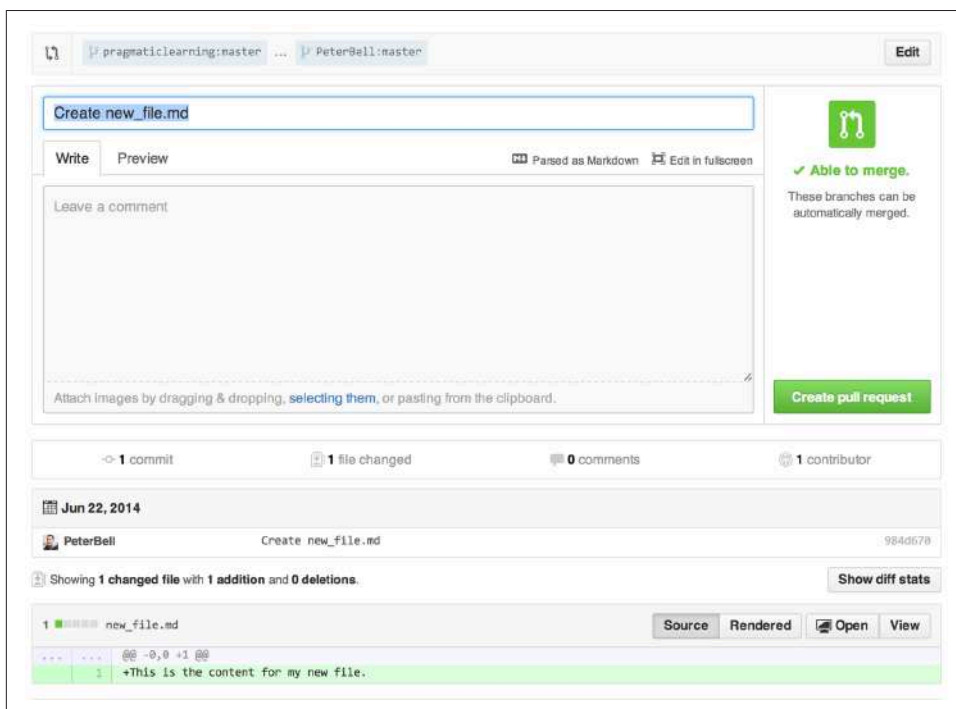 pragmaticlearning:master ... PeterBell:master Edit
Create new_file.md
Write Preview Parsed as Markdown Edit in fullscreen
Able to merge.
These branches can be
automatically merged.
Leave a comment
Attach images by dragging & dropping, selecting them, or pasting from the clipboard.
Create pull request
1 commit 1 file changed 0 comments 1 contributor
Jun 22, 2014
PeterBell Create new_file.md 984d670
Showing 1 changed file with 1 addition and 0 deletions. Show diff stats
1 new_file.md Source Rendered Open View
... ... @@ -0,0 +1 @@
1 +This is the content for my new file.